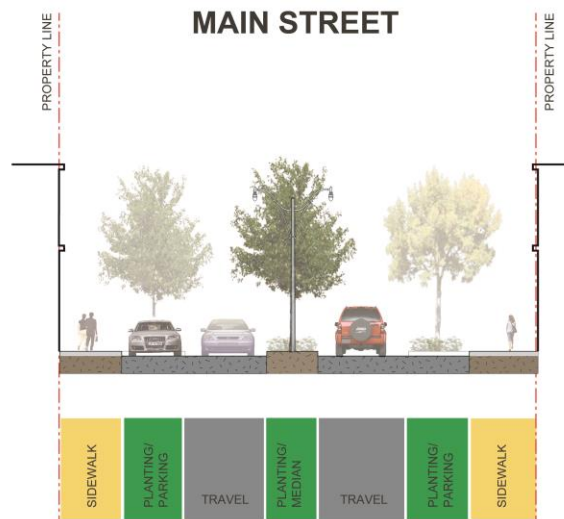 MAIN STREET
PROPERTY LINE
PROPERTY LINE
SIDEWALK
PLANTING/
PARKING
TRAVEL
PLANTING/
MEDIAN
TRAVEL
PLANTING/
PARKING
SIDEWALK